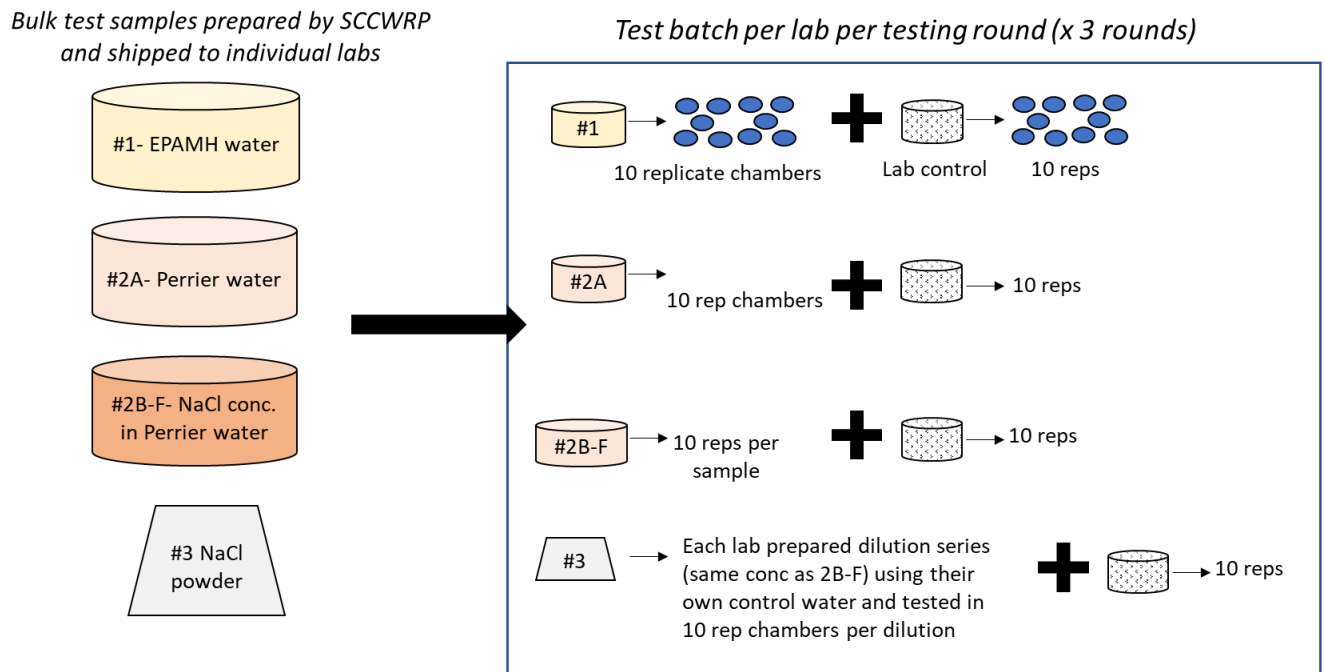 Bulk test samples prepared by SCCWRP
and shipped to individual labs
#1- EPAMH water
#2A- Perrier water
#2B-F- NaCl conc.
in Perrier water
#3 NaCl
powder
Test batch per lab per testing round (x 3 rounds)
#1
10 replicate chambers
Lab control
10 reps
#2A
10 rep chambers
10 reps
#2B-F
10 reps per
sample
10 reps
#3
Each lab prepared dilution series
(same conc as 2B-F) using their
own control water and tested in
10 rep chambers per dilution
10 reps